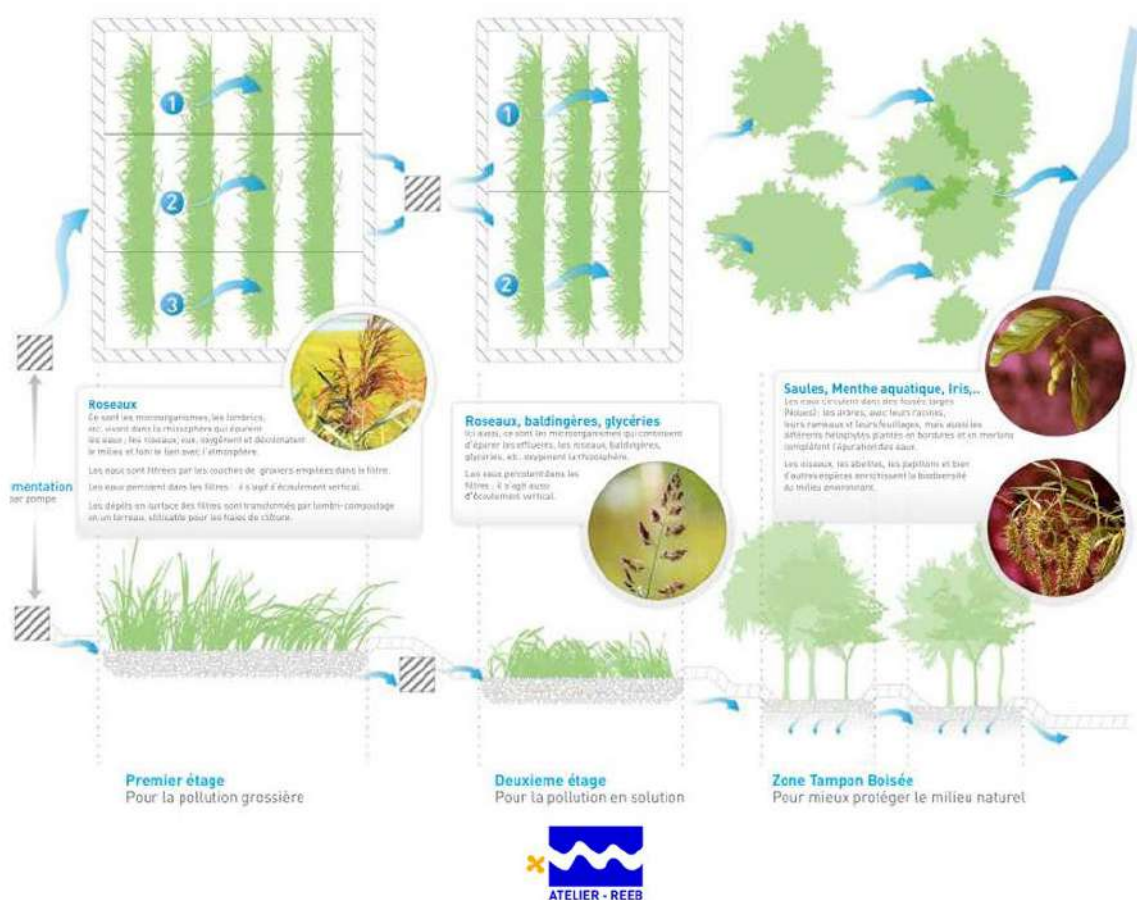 1
2
3
1
2
Roseaux
Ce sont les microorganismes, les lombrics,
etc. vivant dans la rhizosphère qui épurent
les eaux ; les roseaux, eux, oxygènent et décolmatent
le milieu et font le lien avec l'atmosphère.
Les eaux sont filtrées par les couches de graviers empilées dans le filtre.
Les eaux percolent dans les filtres : il s'agit d'écoulement vertical.
Les dépôts en surface des filtres sont transformés par lombri-compostage
en un terreau, utilisable pour les haies de clôture.
Roseaux, baldingères, glycéries
Ici aussi, ce sont les microorganismes qui continuent
d'épurer les effluents, les roseaux, baldingères,
glycéries, etc. oxygènent la rhizosphère.
Les eaux percolent dans les
filtres : il s'agit aussi
d'écoulement vertical.
Saules, Menthe aquatique, Iris,..
Les eaux circulent dans des fossés larges
(Noues) : les arbres, avec leurs racines,
leurs rameaux et leurs feuillages, mais aussi les
différents hélophytes plantés en bordures et en merlons
complètent l'épuration des eaux.
Les oiseaux, les abeilles, les papillons et bien
d'autres espèces enrichissent la biodiversité
du milieu environnant.
mentation
par pompe
Premier étage
Pour la pollution grossière
Deuxieme étage
Pour la pollution en solution
Zone Tampon Boisée
Pour mieux protéger le milieu naturel
ATELIER - REEB